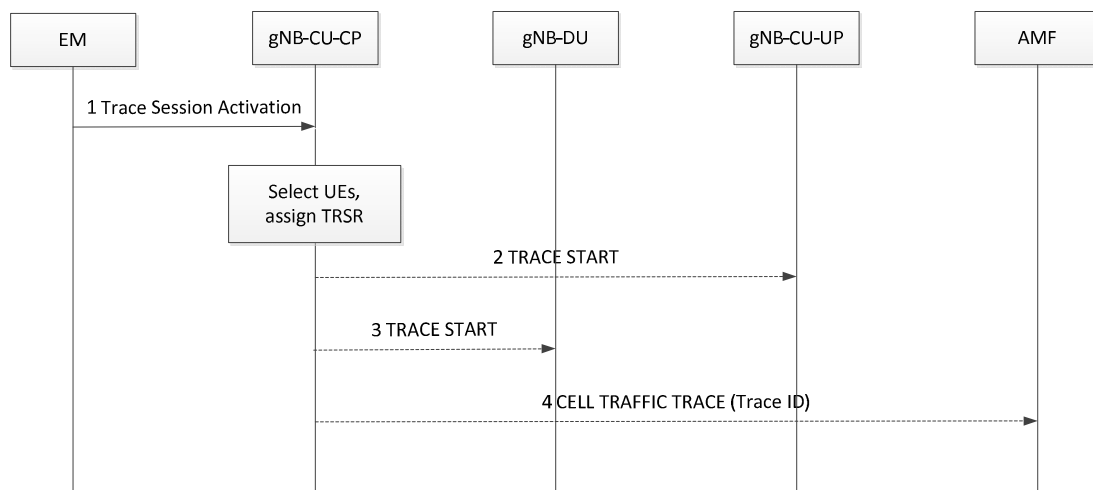 EM
gNB-CU-CP
gNB-DU
gNB-CU-UP
AMF
1 Trace Session Activation
Select UEs,
assign TRSR
2 TRACE START
3 TRACE START
4 CELL TRAFFIC TRACE (Trace ID)